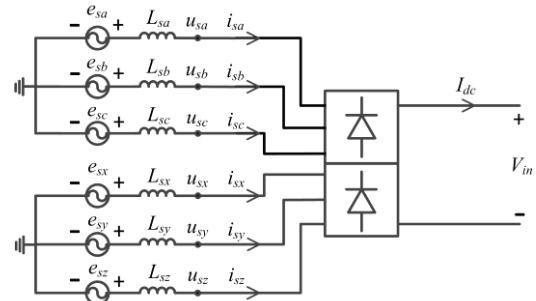 - e_sa + L_sa u_sa i_sa
- e_sb + L_sb u_sb i_sb
- e_sc + L_sc u_sc i_sc
I_dc
+
V_in
-
- e_sx + L_sx u_sx i_sx
- e_sy + L_sy u_sy i_sy
- e_sz + L_sz u_sz i_sz